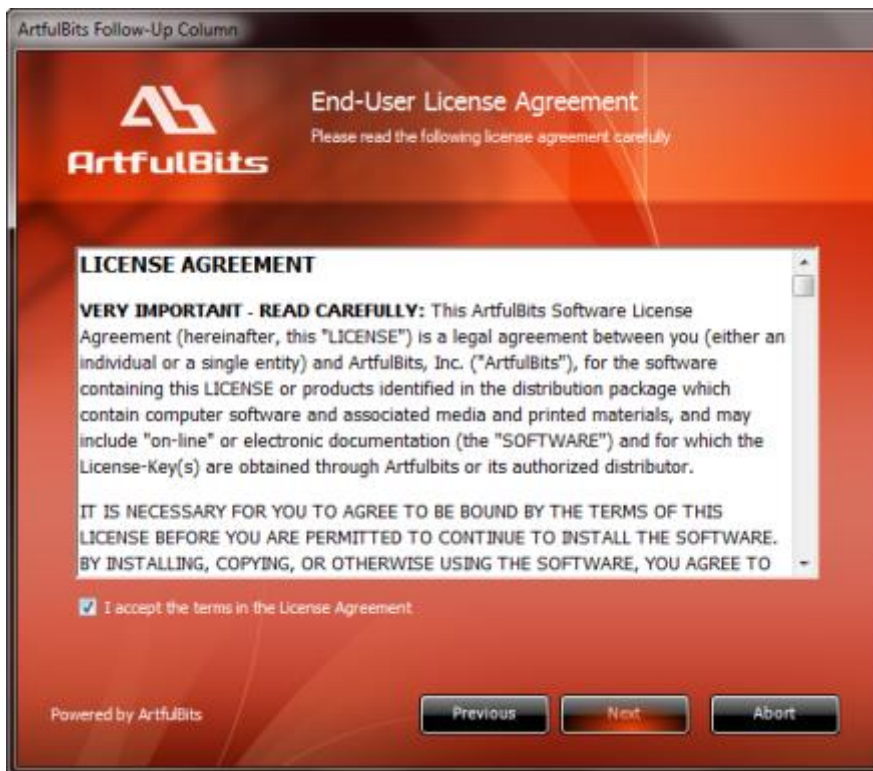 ArtfulBits Follow-Up Column
ArtfulBits
End-User License Agreement
Please read the following license agreement carefully
LICENSE AGREEMENT
VERY IMPORTANT - READ CAREFULLY: This ArtfulBits Software License
Agreement (hereinafter, this "LICENSE") is a legal agreement between you (either an
individual or a single entity) and ArtfulBits, Inc. ("ArtfulBits"), for the software
containing this LICENSE or products identified in the distribution package which
contain computer software and associated media and printed materials, and may
include "on-line" or electronic documentation (the "SOFTWARE") and for which the
License-Key(s) are obtained through Artfulbits or its authorized distributor.
IT IS NECESSARY FOR YOU TO AGREE TO BE BOUND BY THE TERMS OF THIS
LICENSE BEFORE YOU ARE PERMITTED TO CONTINUE TO INSTALL THE SOFTWARE.
BY INSTALLING, COPYING, OR OTHERWISE USING THE SOFTWARE, YOU AGREE TO
I accept the terms in the License Agreement
Powered by ArtfulBits
Previous
Next
Abort